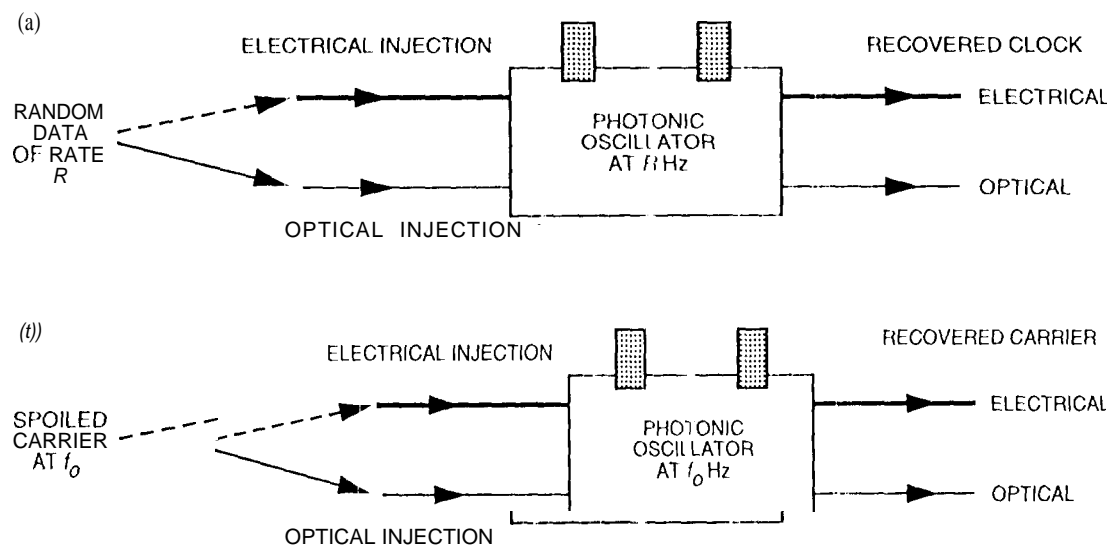 (a)
ELECTRICAL INJECTION
RECOVERED CLOCK
RANDOM
DATA
OF RATE
R
PHOTONIC
OSCILLATOR
AT R Hz
ELECTRICAL
OPTICAL
OPTICAL INJECTION
(t))
ELECTRICAL INJECTION
RECOVERED CARRIER
SPOILED
CARRIER
AT fo
PHOTONIC
OSCILLATOR
AT fo Hz
ELECTRICAL
OPTICAL
OPTICAL INJECTION